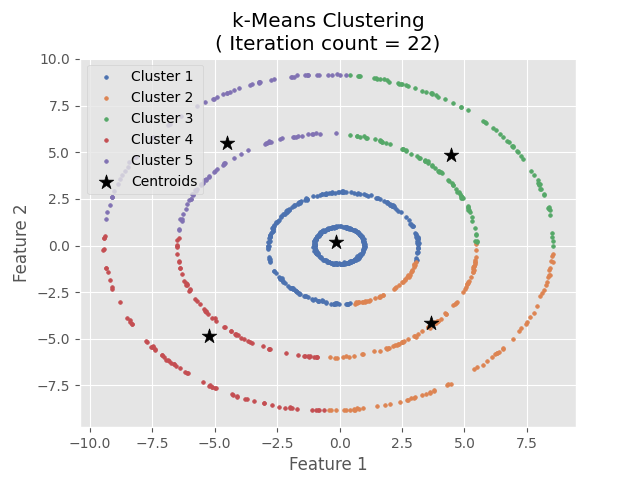 k-Means Clustering
( Iteration count = 22)
10.0
7.5
5.0
2.5
0.0
−2.5
−5.0
−7.5
Feature 2
Cluster 1
Cluster 2
Cluster 3
Cluster 4
Cluster 5
Centroids
−10.0 −7.5 −5.0 −2.5 0.0 2.5 5.0 7.5
Feature 1